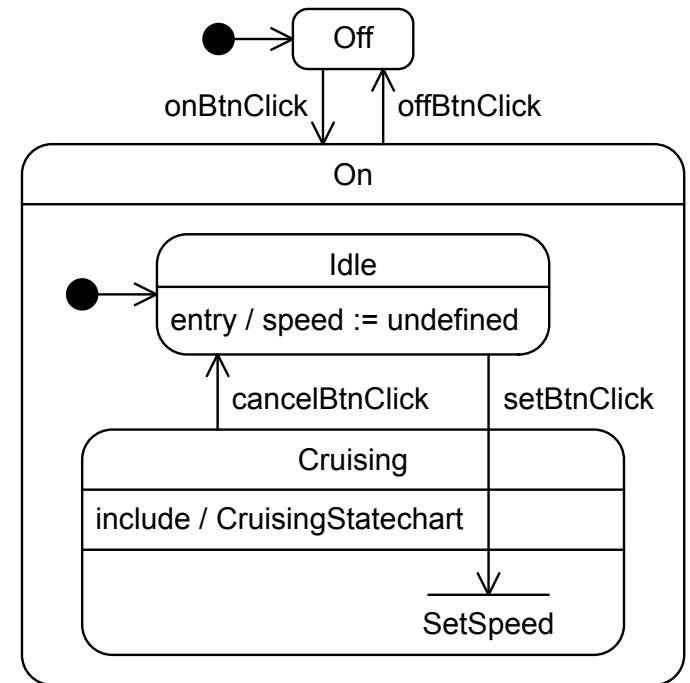 Off
onBtnClick
offBtnClick
On
Idle
entry / speed := undefined
cancelBtnClick
setBtnClick
Cruising
include / CruisingStatechart
SetSpeed